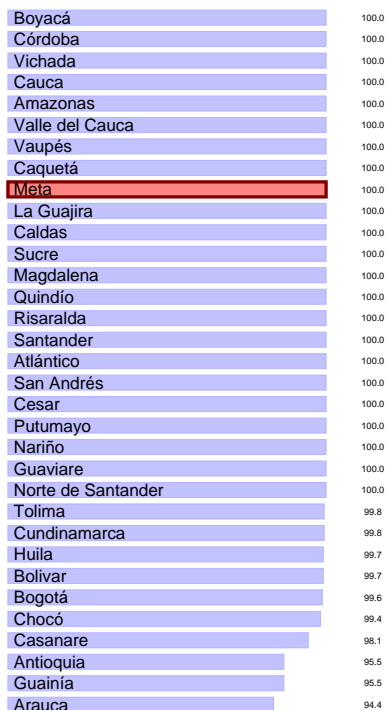 Boyacá 100.0
Córdoba 100.0
Vichada 100.0
Cauca 100.0
Amazonas 100.0
Valle del Cauca 100.0
Vaupés 100.0
Caquetá 100.0
Meta 100.0
La Guajira 100.0
Caldas 100.0
Sucre 100.0
Magdalena 100.0
Quindío 100.0
Risaralda 100.0
Santander 100.0
Atlántico 100.0
San Andrés 100.0
Cesar 100.0
Putumayo 100.0
Nariño 100.0
Guaviare 100.0
Norte de Santander 100.0
Tolima 99.8
Cundinamarca 99.8
Huila 99.7
Bolivar 99.7
Bogotá 99.6
Chocó 99.4
Casanare 98.1
Antioquia 95.5
Guainía 95.5
Arauca 94.4